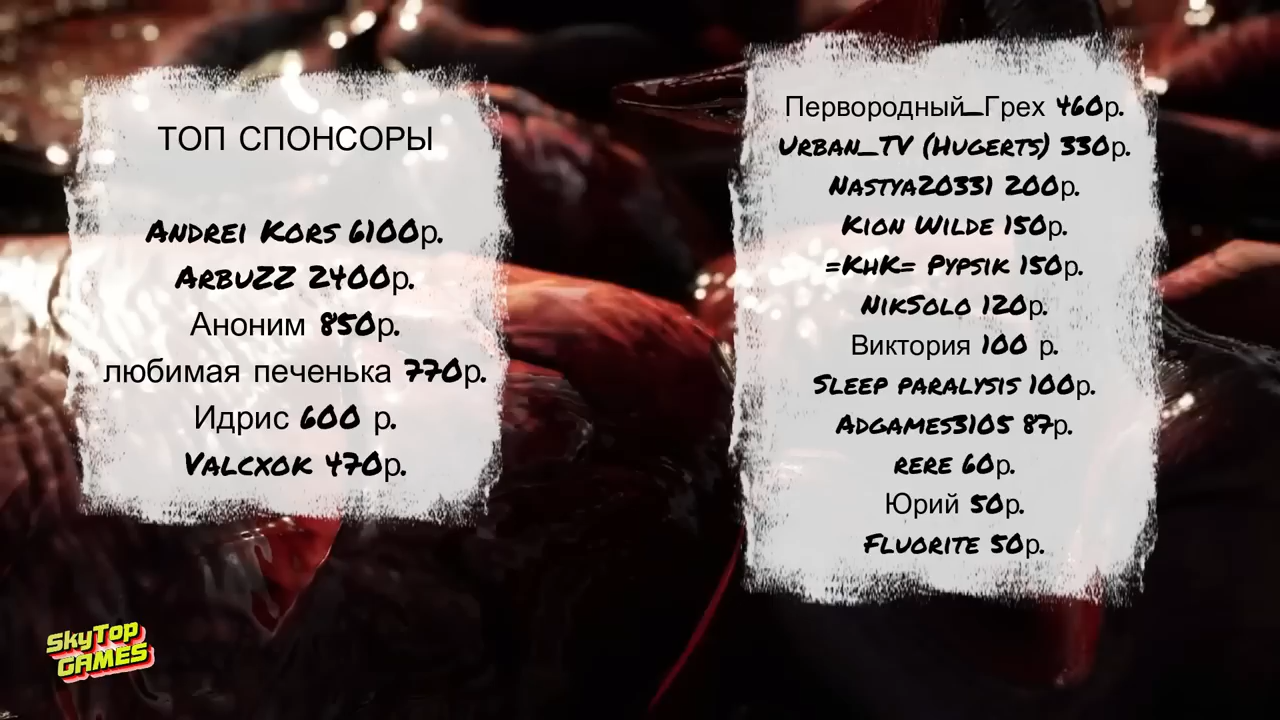 ТОП СПОНСОРЫ
Andrei Kors 6100р.
ArbuZZ 2400р.
Аноним 850р.
любимая печенька 770р.
Идрис 600 р.
Valcxok 470р.
Первородный_Грех 460р.
Urban_TV (Hugerts) 330р.
Nastya20331 200р.
Kion Wilde 150р.
=KHK= Pypsik 150р.
NikSolo 120р.
Виктория 100 р.
Sleep paralysis 100р.
Adgames3105 87р.
rere 60р.
Юрий 50р.
Fluorite 50р.
SkyTop
GAMES